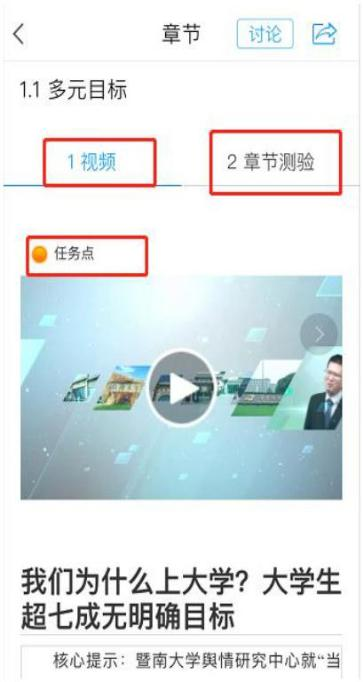 章节
讨论
1.1 多元目标
1 视频
2 章节测验
任务点
我们为什么上大学？大学生
超七成无明确目标
核心提示：暨南大学舆情研究中心就“当